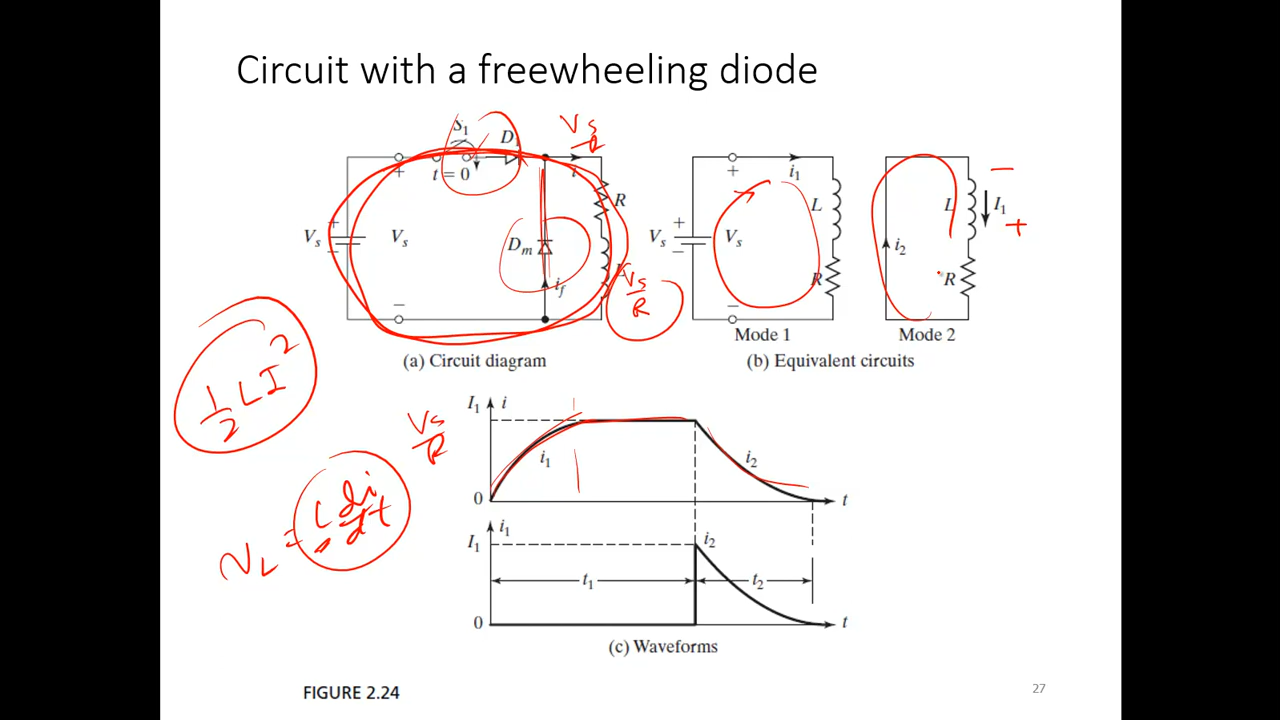 Circuit with a freewheeling diode
S1
D1
Vs
R
+
t = 0
i
R
+
Vs
−
Vs
Dm
if
−
Vs
R
(a) Circuit diagram
+
i1
L
+
Vs
−
Vs
R
−
Mode 1
L
I1
−
+
i2
R
Mode 2
(b) Equivalent circuits
1/2 LI²
vL = L di/dt
Vs
R
I1
i
i1
i2
0
t
i1
I1
i2
t1
t2
0
t
(c) Waveforms
FIGURE 2.24
27